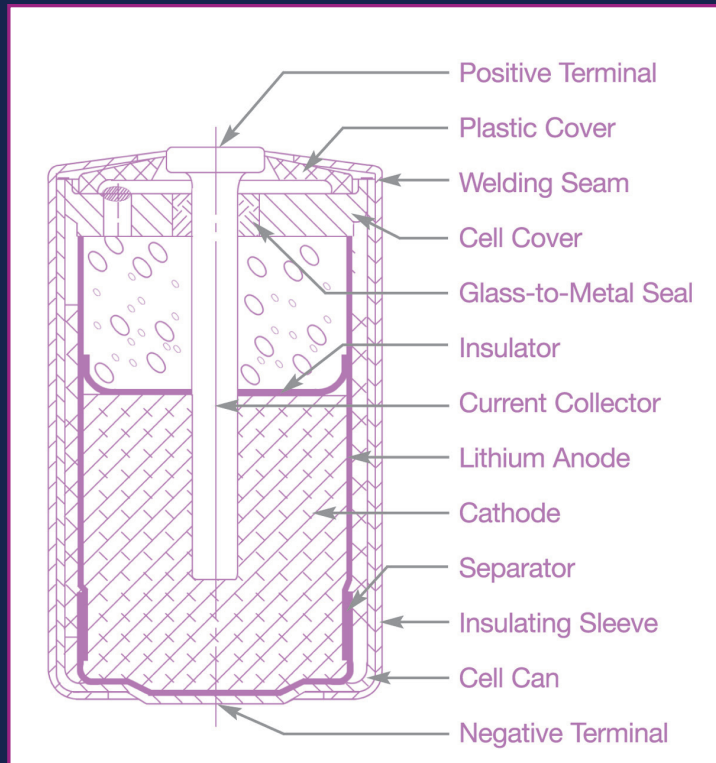 Positive Terminal
Plastic Cover
Welding Seam
Cell Cover
Glass-to-Metal Seal
Insulator
Current Collector
Lithium Anode
Cathode
Separator
Insulating Sleeve
Cell Can
Negative Terminal